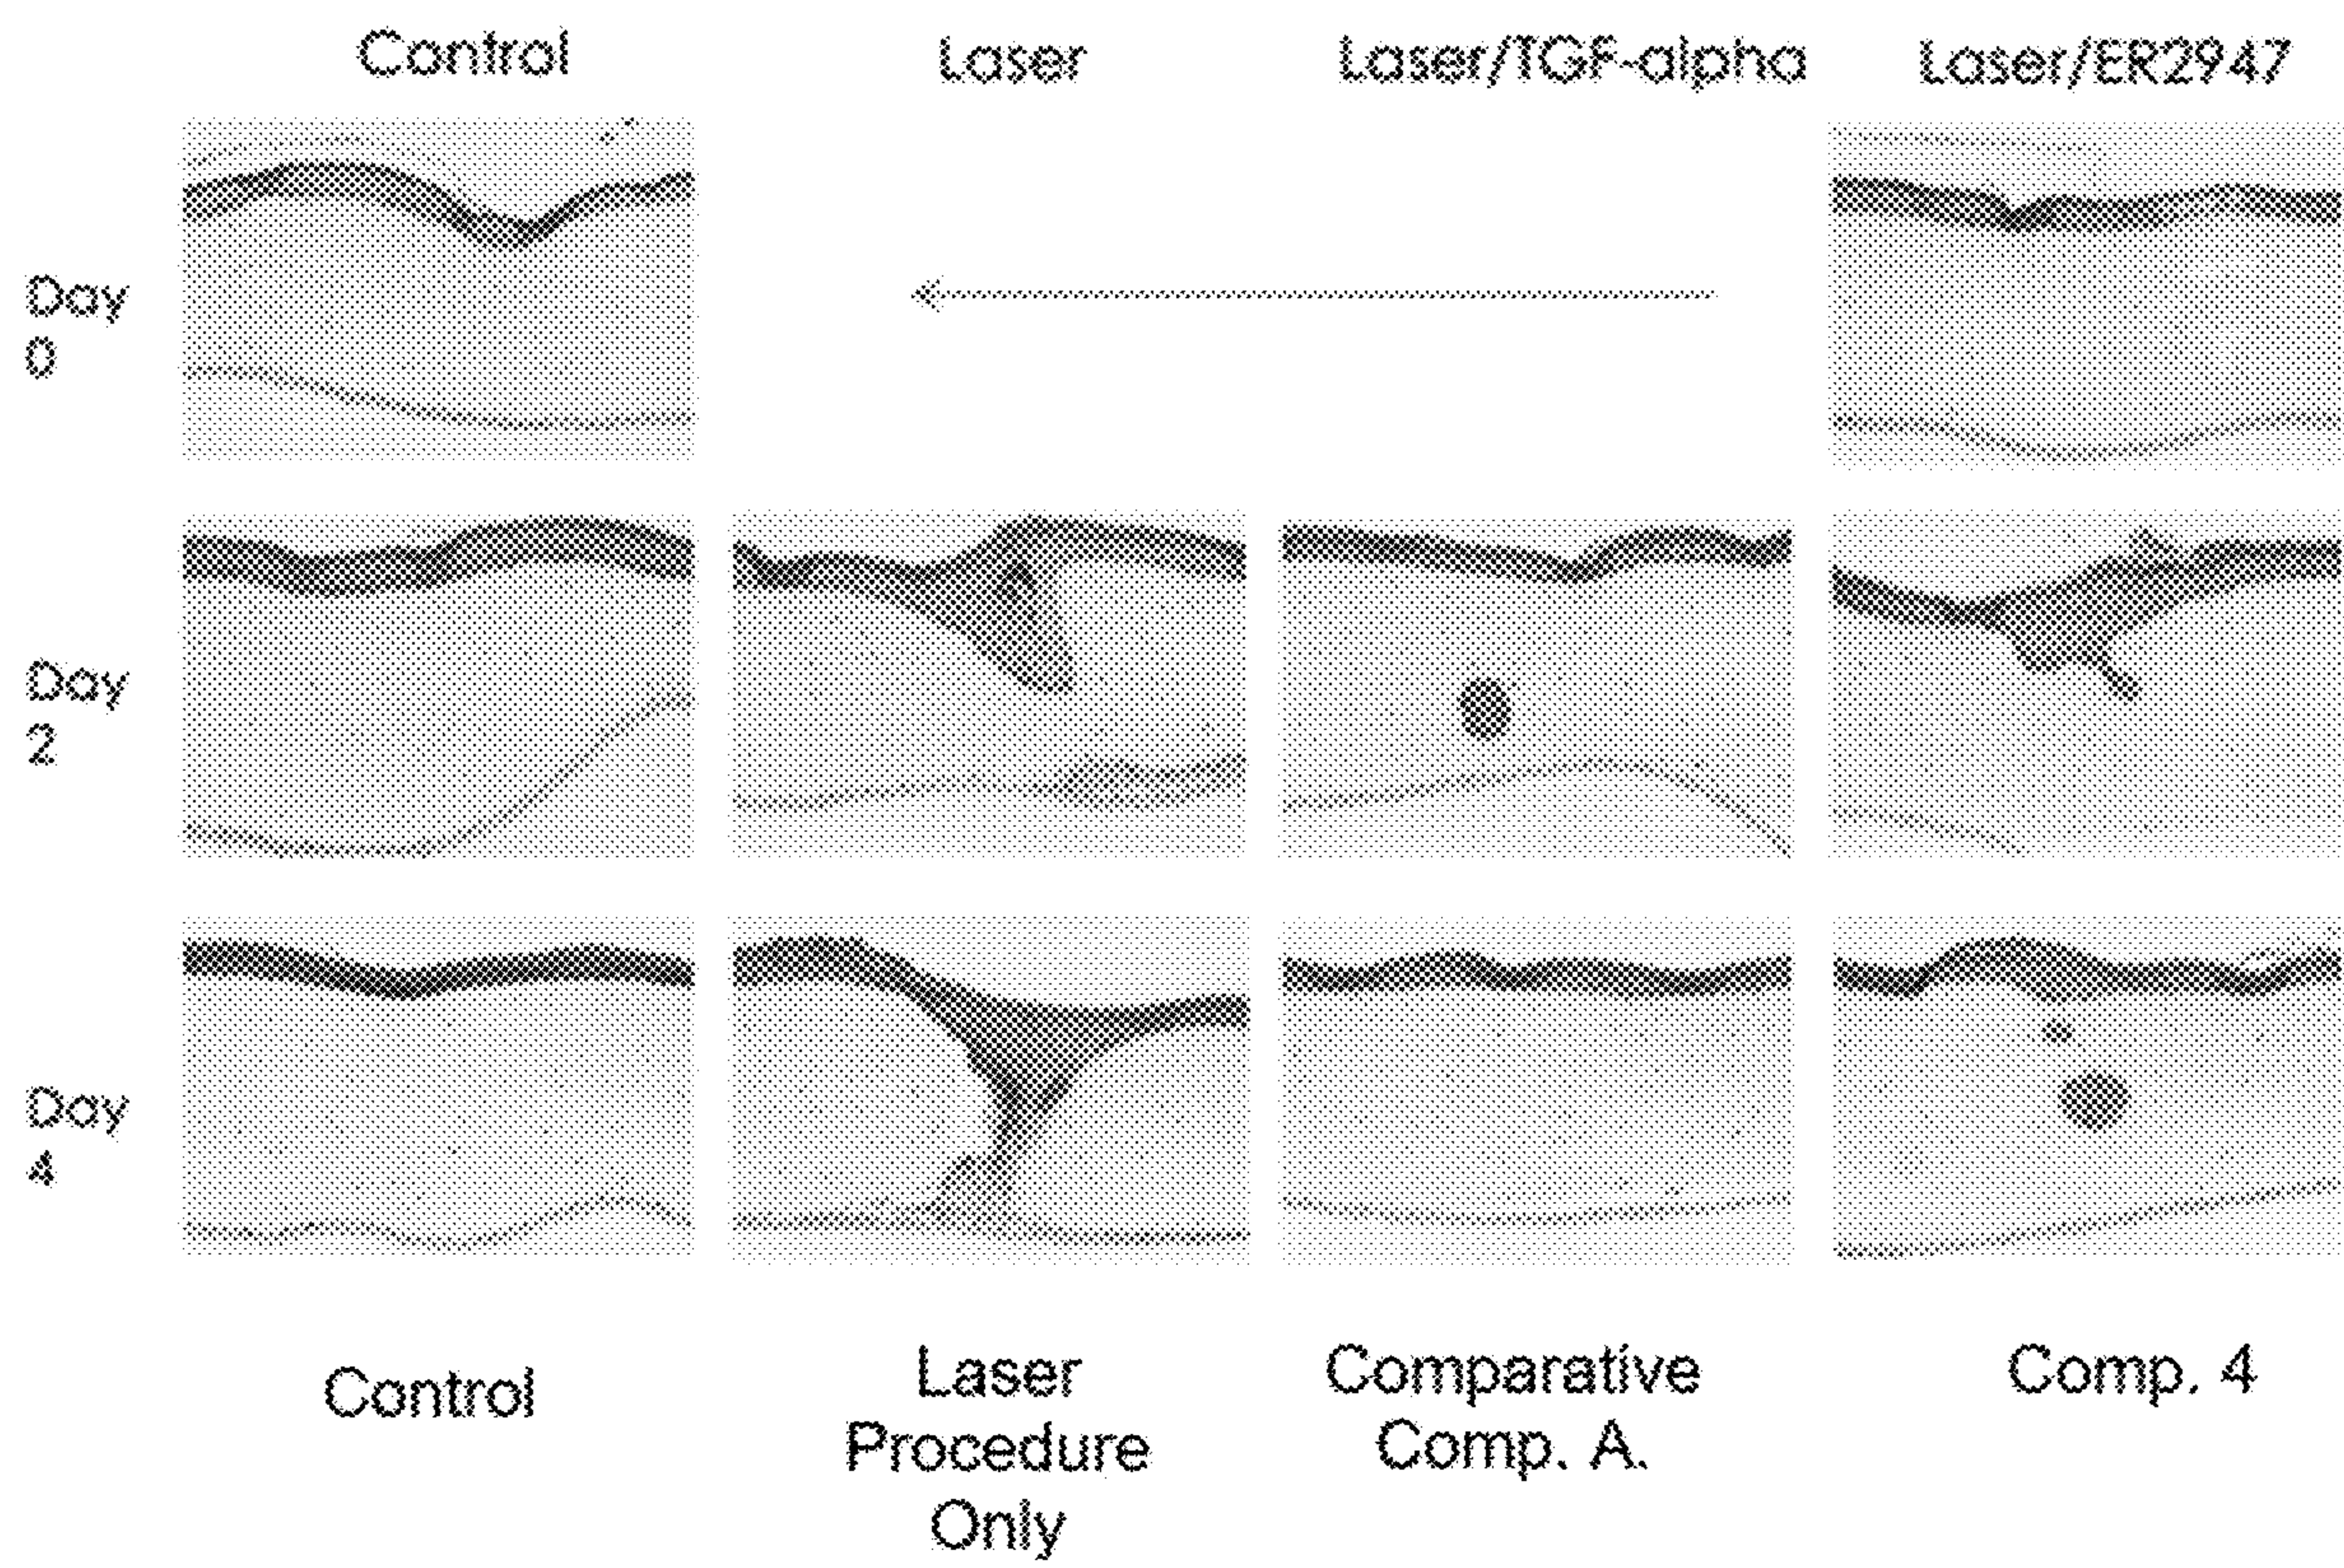 Control
Laser
Laser/TGF-alpha
Laser/ER2947
Day
0
Day
2
Day
4
Control
Laser
Procedure
Only
Comparative
Comp. A.
Comp. 4